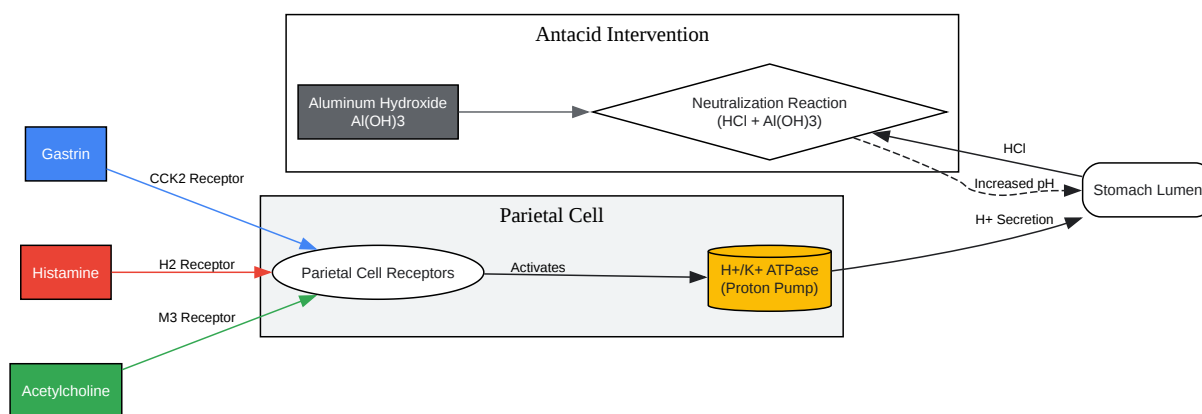 Antacid Intervention
Aluminum Hydroxide
Al(OH)3
Neutralization Reaction
(HCl + Al(OH)3)
HCl
Gastrin
CCK2 Receptor
Increased pH
Stomach Lumen
Parietal Cell
H+ Secretion
Histamine
H2 Receptor
Parietal Cell Receptors
Activates
H+/K+ ATPase
(Proton Pump)
M3 Receptor
Acetylcholine